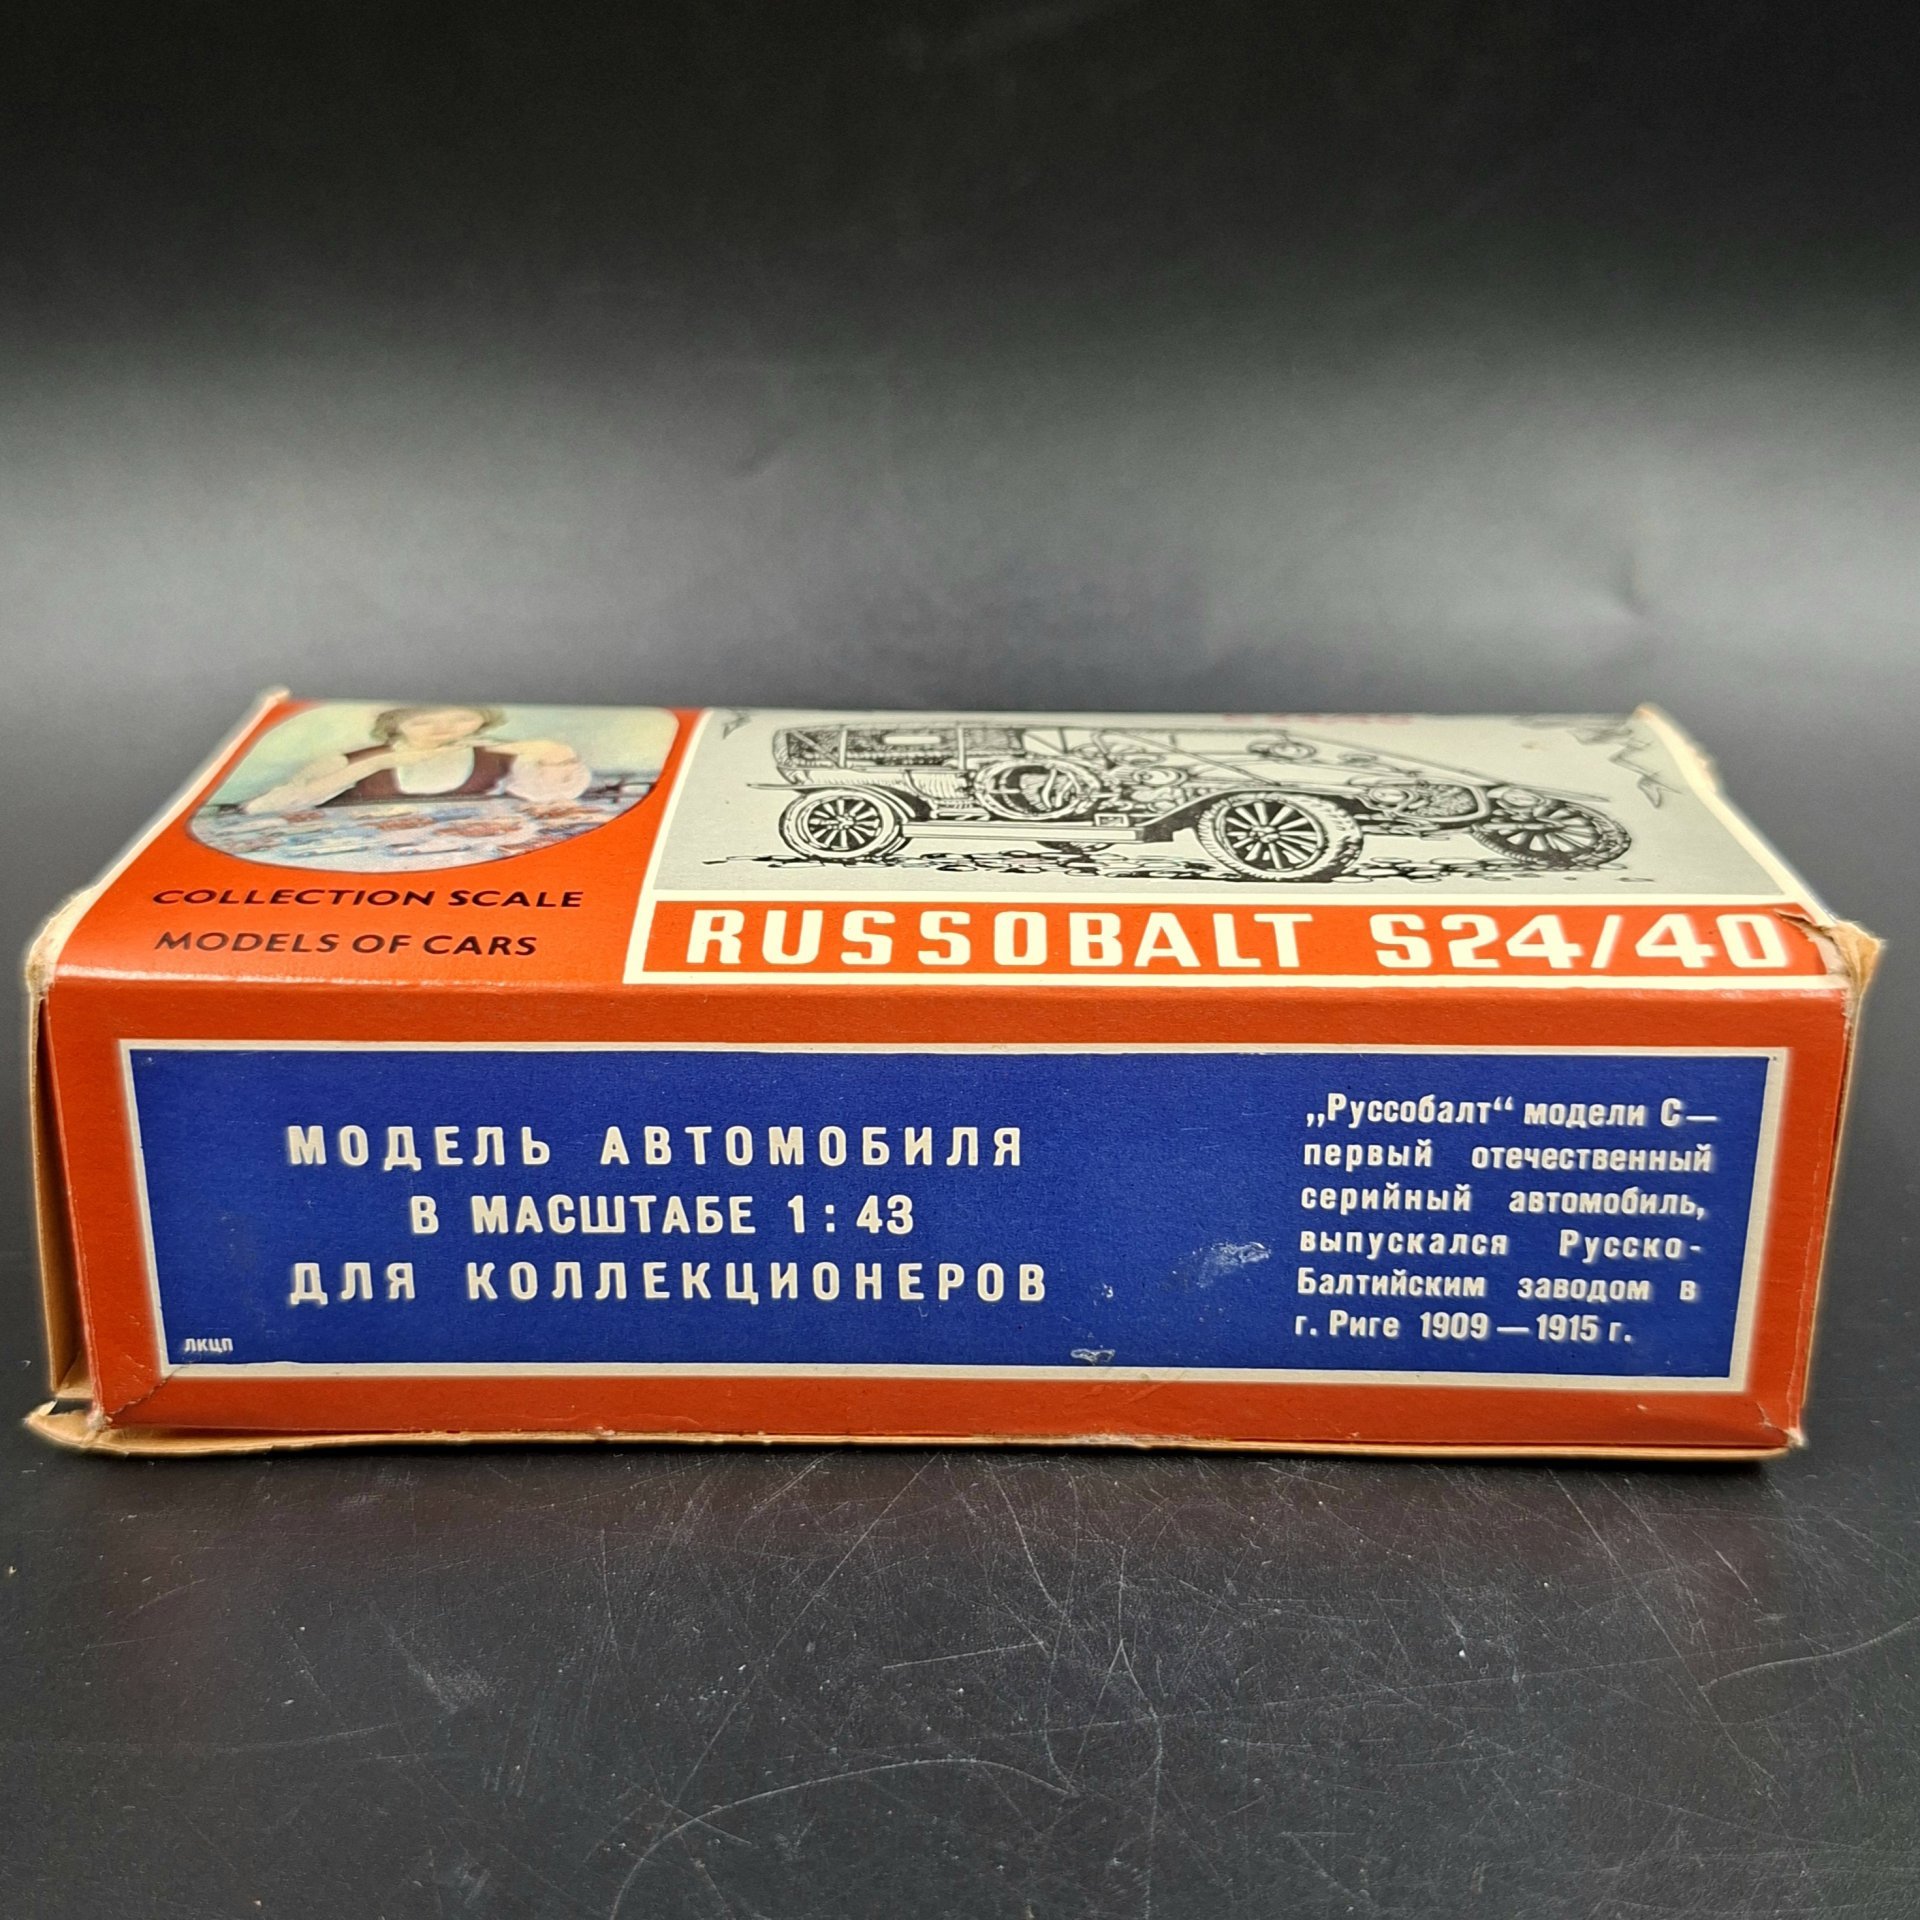 COLLECTION SCALE
MODELS OF CARS
RUSSOBALT S24/40
МОДЕЛЬ АВТОМОБИЛЯ
В МАСШТАБЕ 1:43
ДЛЯ КОЛЛЕКЦИОНЕРОВ
ЛКЦП
„Руссобалт“ модели С—
первый отечественный
серийный автомобиль,
выпускался Русско-
Балтийским заводом в
г. Риге 1909—1915 г.